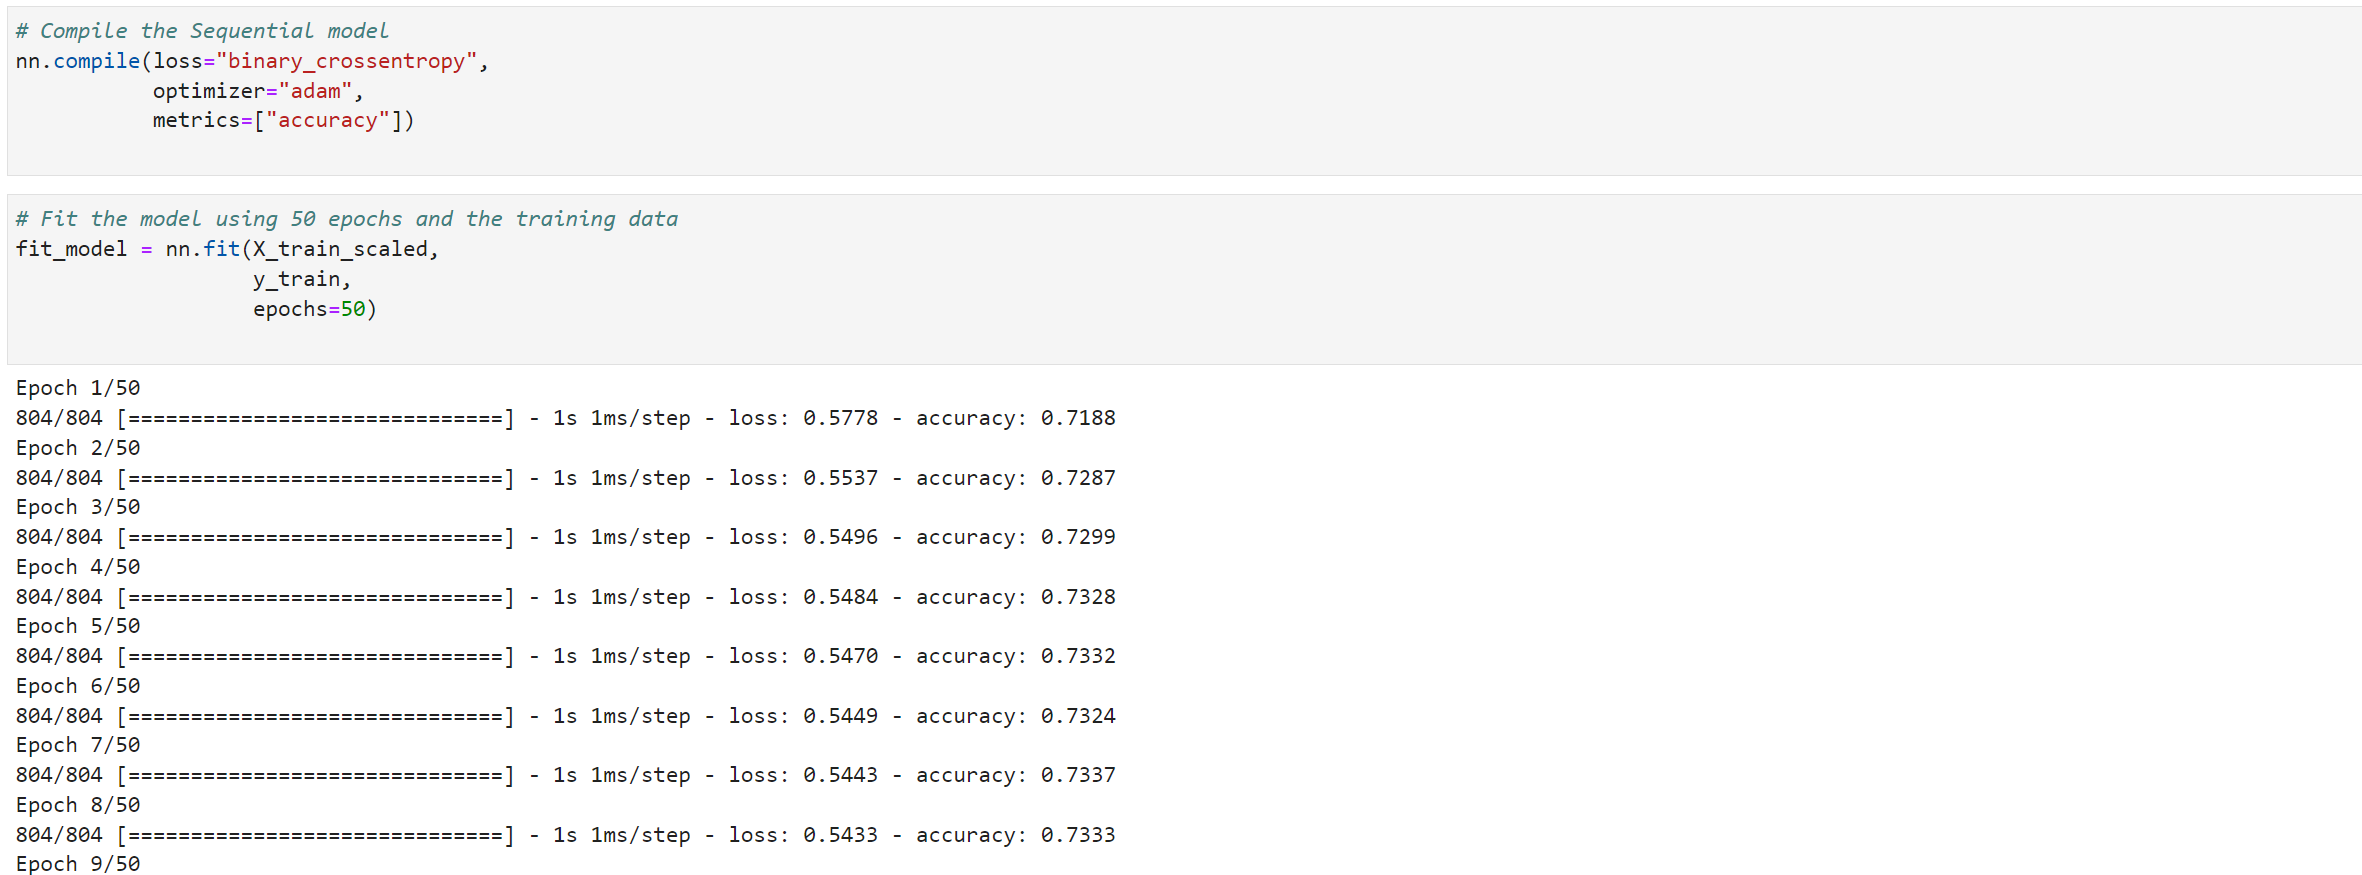 # Compile the Sequential model
nn.compile(loss="binary_crossentropy",
           optimizer="adam",
           metrics=["accuracy"])
# Fit the model using 50 epochs and the training data
fit_model = nn.fit(X_train_scaled,
                   y_train,
                   epochs=50)
Epoch 1/50
804/804 [==============================] - 1s 1ms/step - loss: 0.5778 - accuracy: 0.7188
Epoch 2/50
804/804 [==============================] - 1s 1ms/step - loss: 0.5537 - accuracy: 0.7287
Epoch 3/50
804/804 [==============================] - 1s 1ms/step - loss: 0.5496 - accuracy: 0.7299
Epoch 4/50
804/804 [==============================] - 1s 1ms/step - loss: 0.5484 - accuracy: 0.7328
Epoch 5/50
804/804 [==============================] - 1s 1ms/step - loss: 0.5470 - accuracy: 0.7332
Epoch 6/50
804/804 [==============================] - 1s 1ms/step - loss: 0.5449 - accuracy: 0.7324
Epoch 7/50
804/804 [==============================] - 1s 1ms/step - loss: 0.5443 - accuracy: 0.7337
Epoch 8/50
804/804 [==============================] - 1s 1ms/step - loss: 0.5433 - accuracy: 0.7333
Epoch 9/50